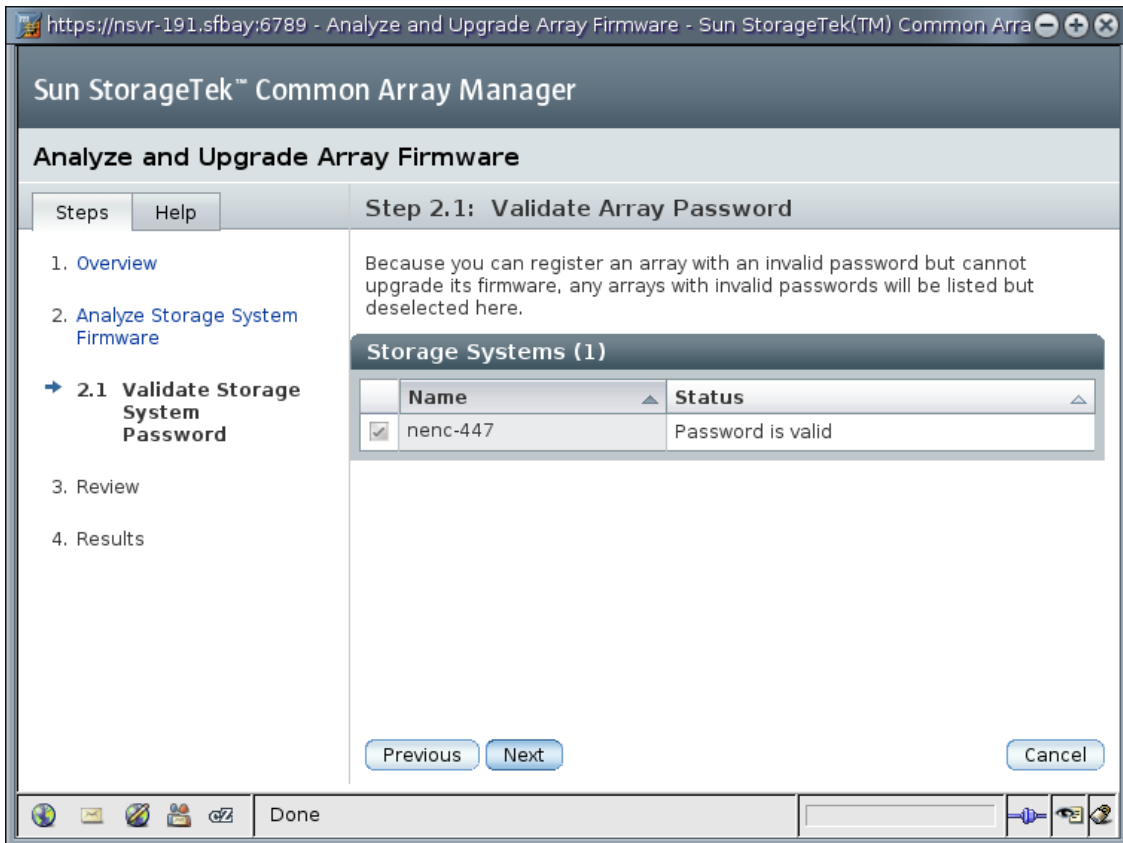 https://nsvr-191.sfbay:6789 - Analyze and Upgrade Array Firmware - Sun StorageTek(TM) Common Arra
Sun StorageTek™ Common Array Manager
Analyze and Upgrade Array Firmware
Steps
Help
1. Overview
2. Analyze Storage System
Firmware
2.1 Validate Storage
System
Password
3. Review
4. Results
Step 2.1: Validate Array Password
Because you can register an array with an invalid password but cannot
upgrade its firmware, any arrays with invalid passwords will be listed but
deselected here.
Storage Systems (1)
Name Status
nenc-447 Password is valid
Previous Next Cancel
Done